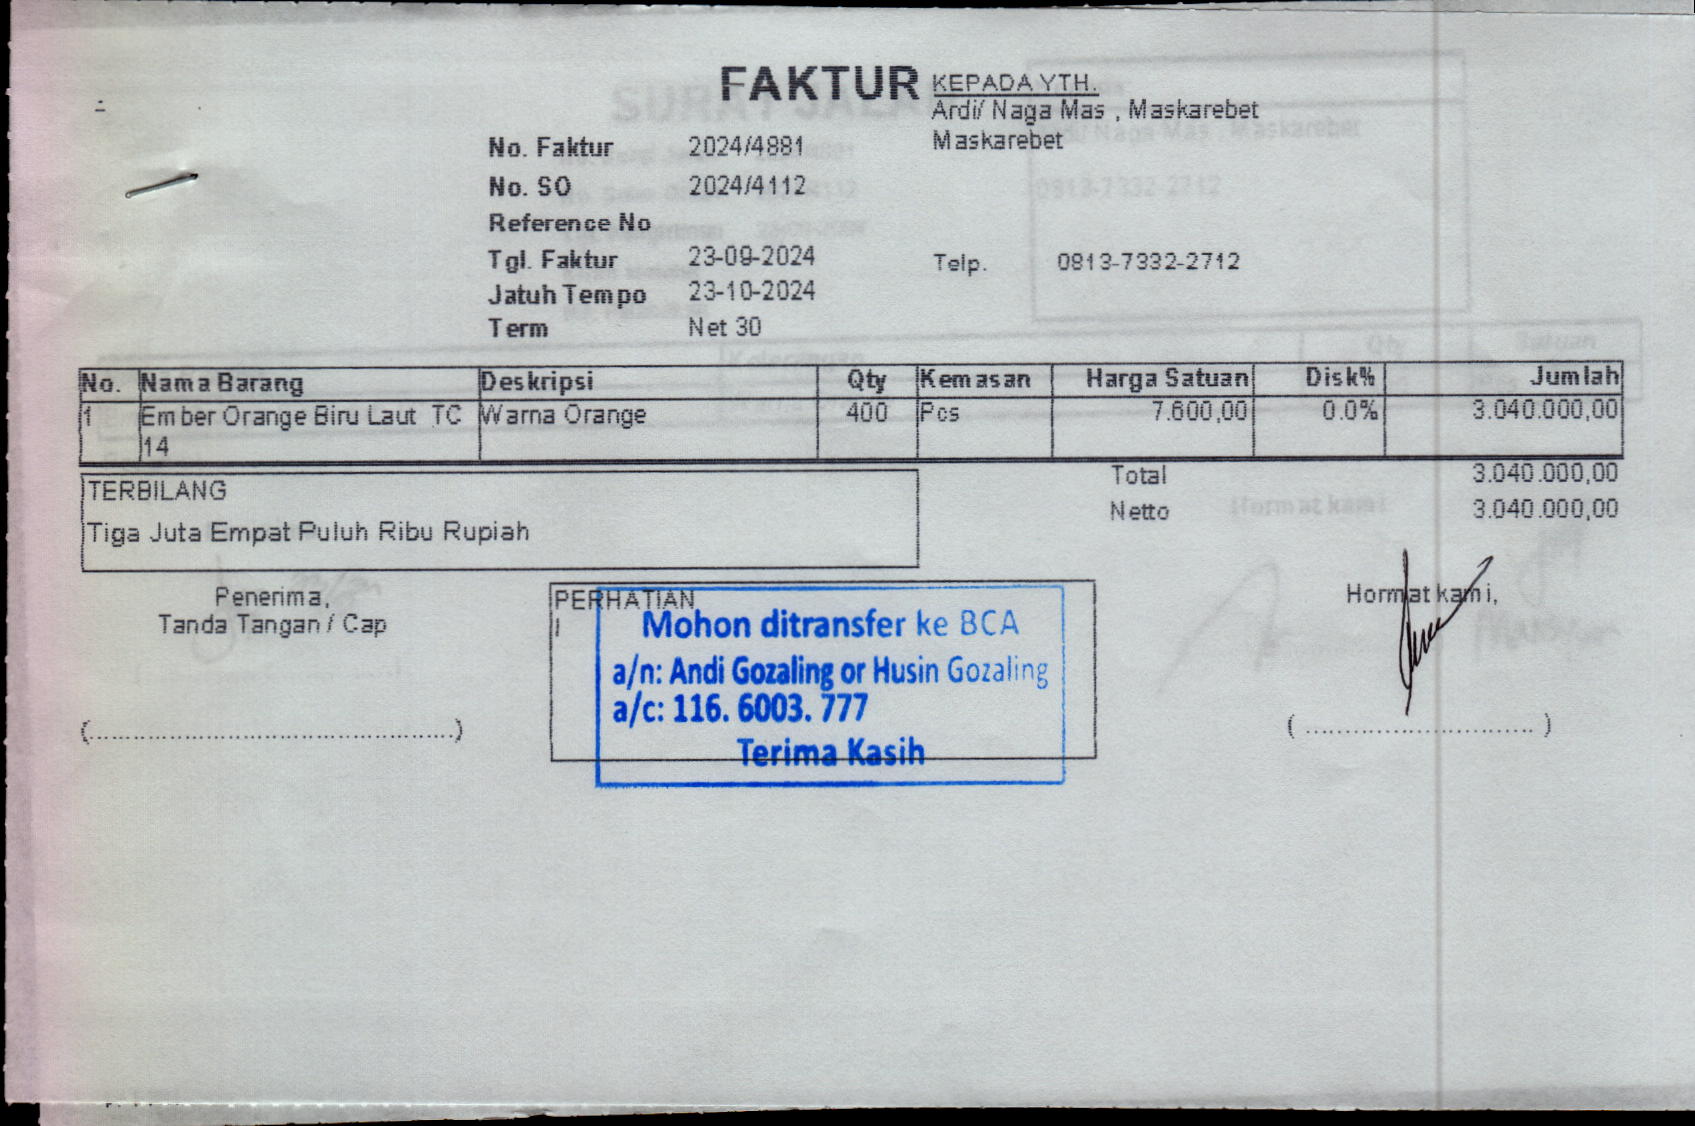 FAKTUR
KEPADA YTH.
Ardi/ Naga Mas , Maskarebet
Maskarebet
No. Faktur 2024/4881
No. SO 2024/4112
Reference No
Tgl. Faktur 23-09-2024
Telp. 0813-7332-2712
Jatuh Tempo 23-10-2024
Term Net 30
No. Nama Barang Deskripsi Qty Kemasan Harga Satuan Disk% Jumlah
1 Ember Orange Biru Laut TC Warna Orange 400 Pcs 7.600,00 0.0% 3.040.000,00
14
Total 3.040.000,00
Netto 3.040.000,00
TERBILANG
Tiga Juta Empat Puluh Ribu Rupiah
Penerima,
Tanda Tangan / Cap
(................................................)
PERHATIAN
Mohon ditransfer ke BCA
a/n: Andi Gozaling or Husin Gozaling
a/c: 116. 6003. 777
Terima Kasih
Hormat kami,
( .............................. )